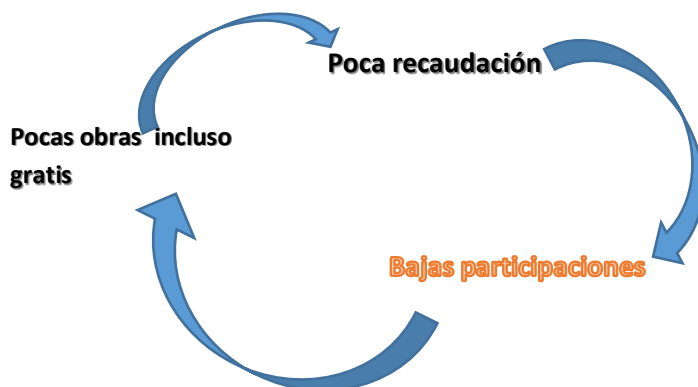 Poca recaudación
Pocas obras incluso
gratis
Bajas participaciones